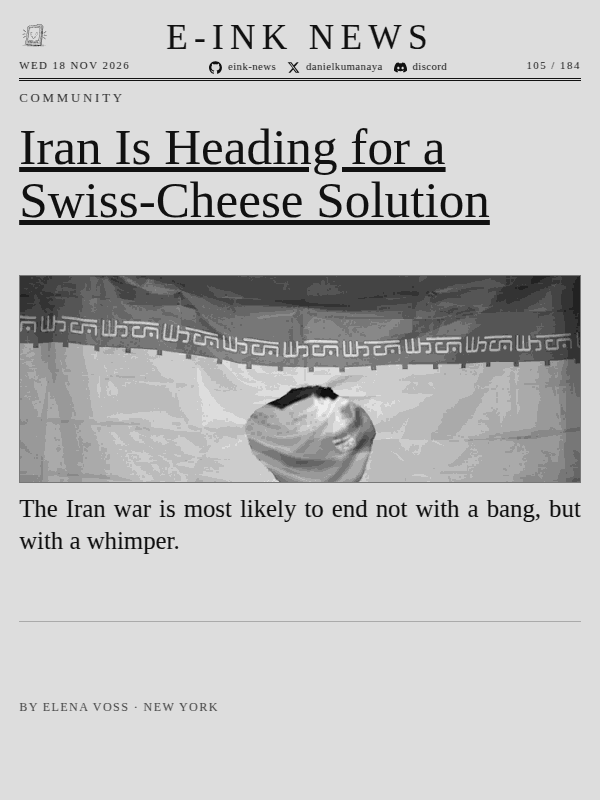 E-INK NEWS
WED 18 NOV 2026
eink-news
danielkumanaya
discord
105 / 184
COMMUNITY
Iran Is Heading for a
Swiss-Cheese Solution
The Iran war is most likely to end not with a bang, but
with a whimper.
BY ELENA VOSS · NEW YORK